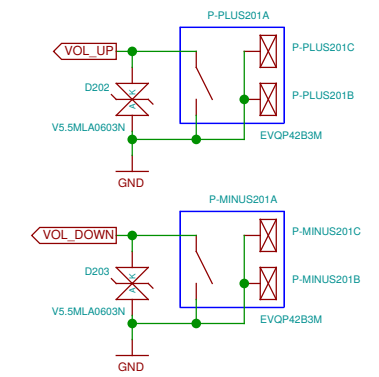 P-PLUS201A
VOL_UP
P-PLUS201C
D202
A K
P-PLUS201B
V5.5MLA0603N
EVQP42B3M
GND
P-MINUS201A
VOL_DOWN
P-MINUS201C
D203
A K
P-MINUS201B
V5.5MLA0603N
EVQP42B3M
GND